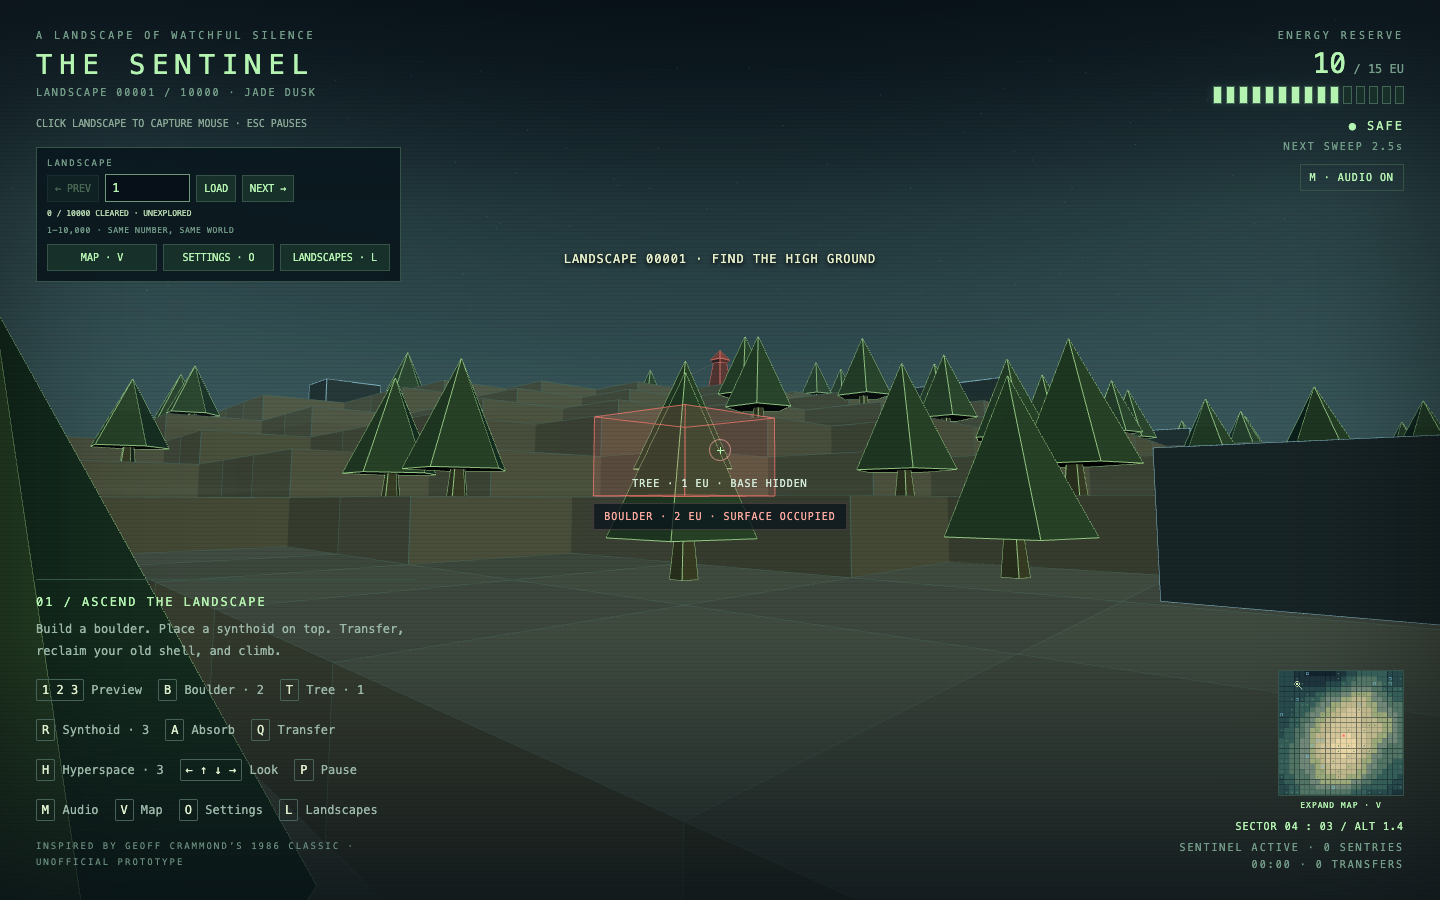 A LANDSCAPE OF WATCHFUL SILENCE
THE SENTINEL
LANDSCAPE 00001 / 10000 · JADE DUSK
CLICK LANDSCAPE TO CAPTURE MOUSE · ESC PAUSES
LANDSCAPE
← PREV 1 LOAD NEXT →
0 / 10000 CLEARED · UNEXPLORED
1–10,000 · SAME NUMBER, SAME WORLD
MAP · V SETTINGS · O LANDSCAPES · L
ENERGY RESERVE
10 / 15 EU
● SAFE
NEXT SWEEP 2.5s
M · AUDIO ON
LANDSCAPE 00001 · FIND THE HIGH GROUND
TREE · 1 EU · BASE HIDDEN
BOULDER · 2 EU · SURFACE OCCUPIED
01 / ASCEND THE LANDSCAPE
Build a boulder. Place a synthoid on top. Transfer,
reclaim your old shell, and climb.
1 2 3 Preview B Boulder · 2 T Tree · 1
R Synthoid · 3 A Absorb Q Transfer
H Hyperspace · 3 ← ↑ ↓ → Look P Pause
M Audio V Map O Settings L Landscapes
INSPIRED BY GEOFF CRAMMOND'S 1986 CLASSIC ·
UNOFFICIAL PROTOTYPE
EXPAND MAP · V
SECTOR 04 : 03 / ALT 1.4
SENTINEL ACTIVE · 0 SENTRIES
00:00 · 0 TRANSFERS